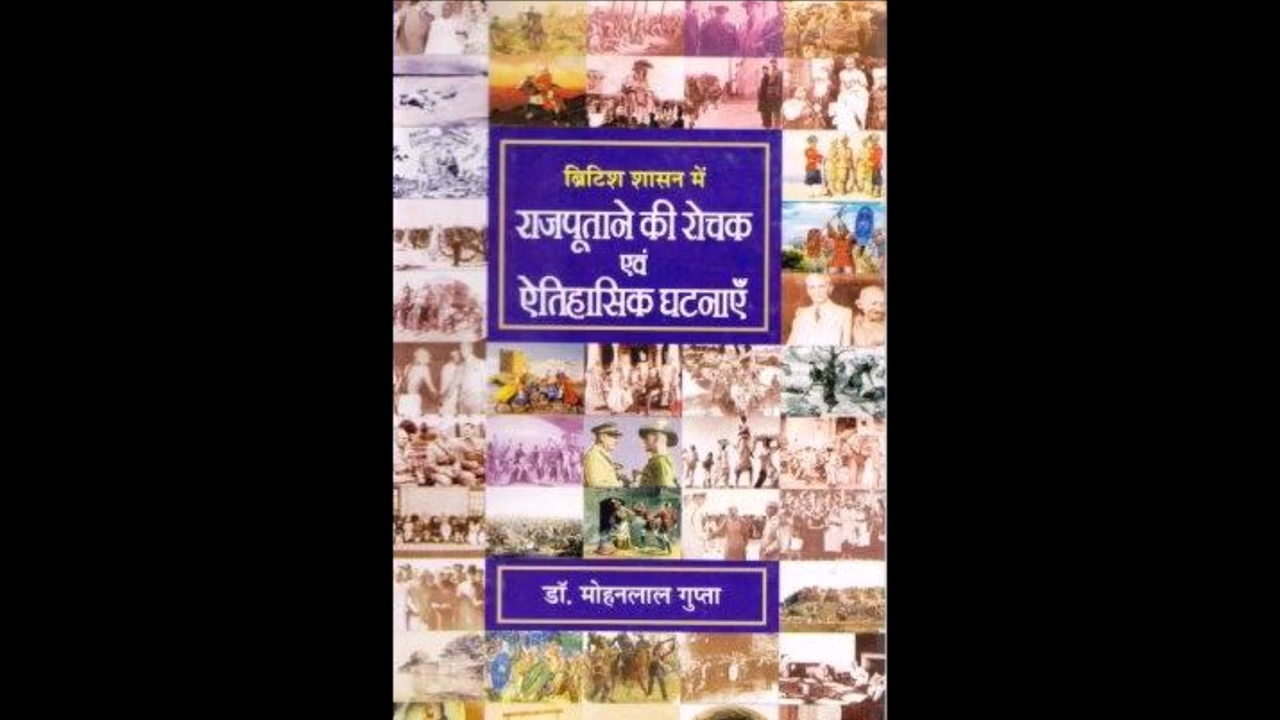 ब्रिटिश शासन में
राजपूताने की रोचक
एवं
ऐतिहासिक घटनाएँ
डॉ. मोहनलाल गुप्ता